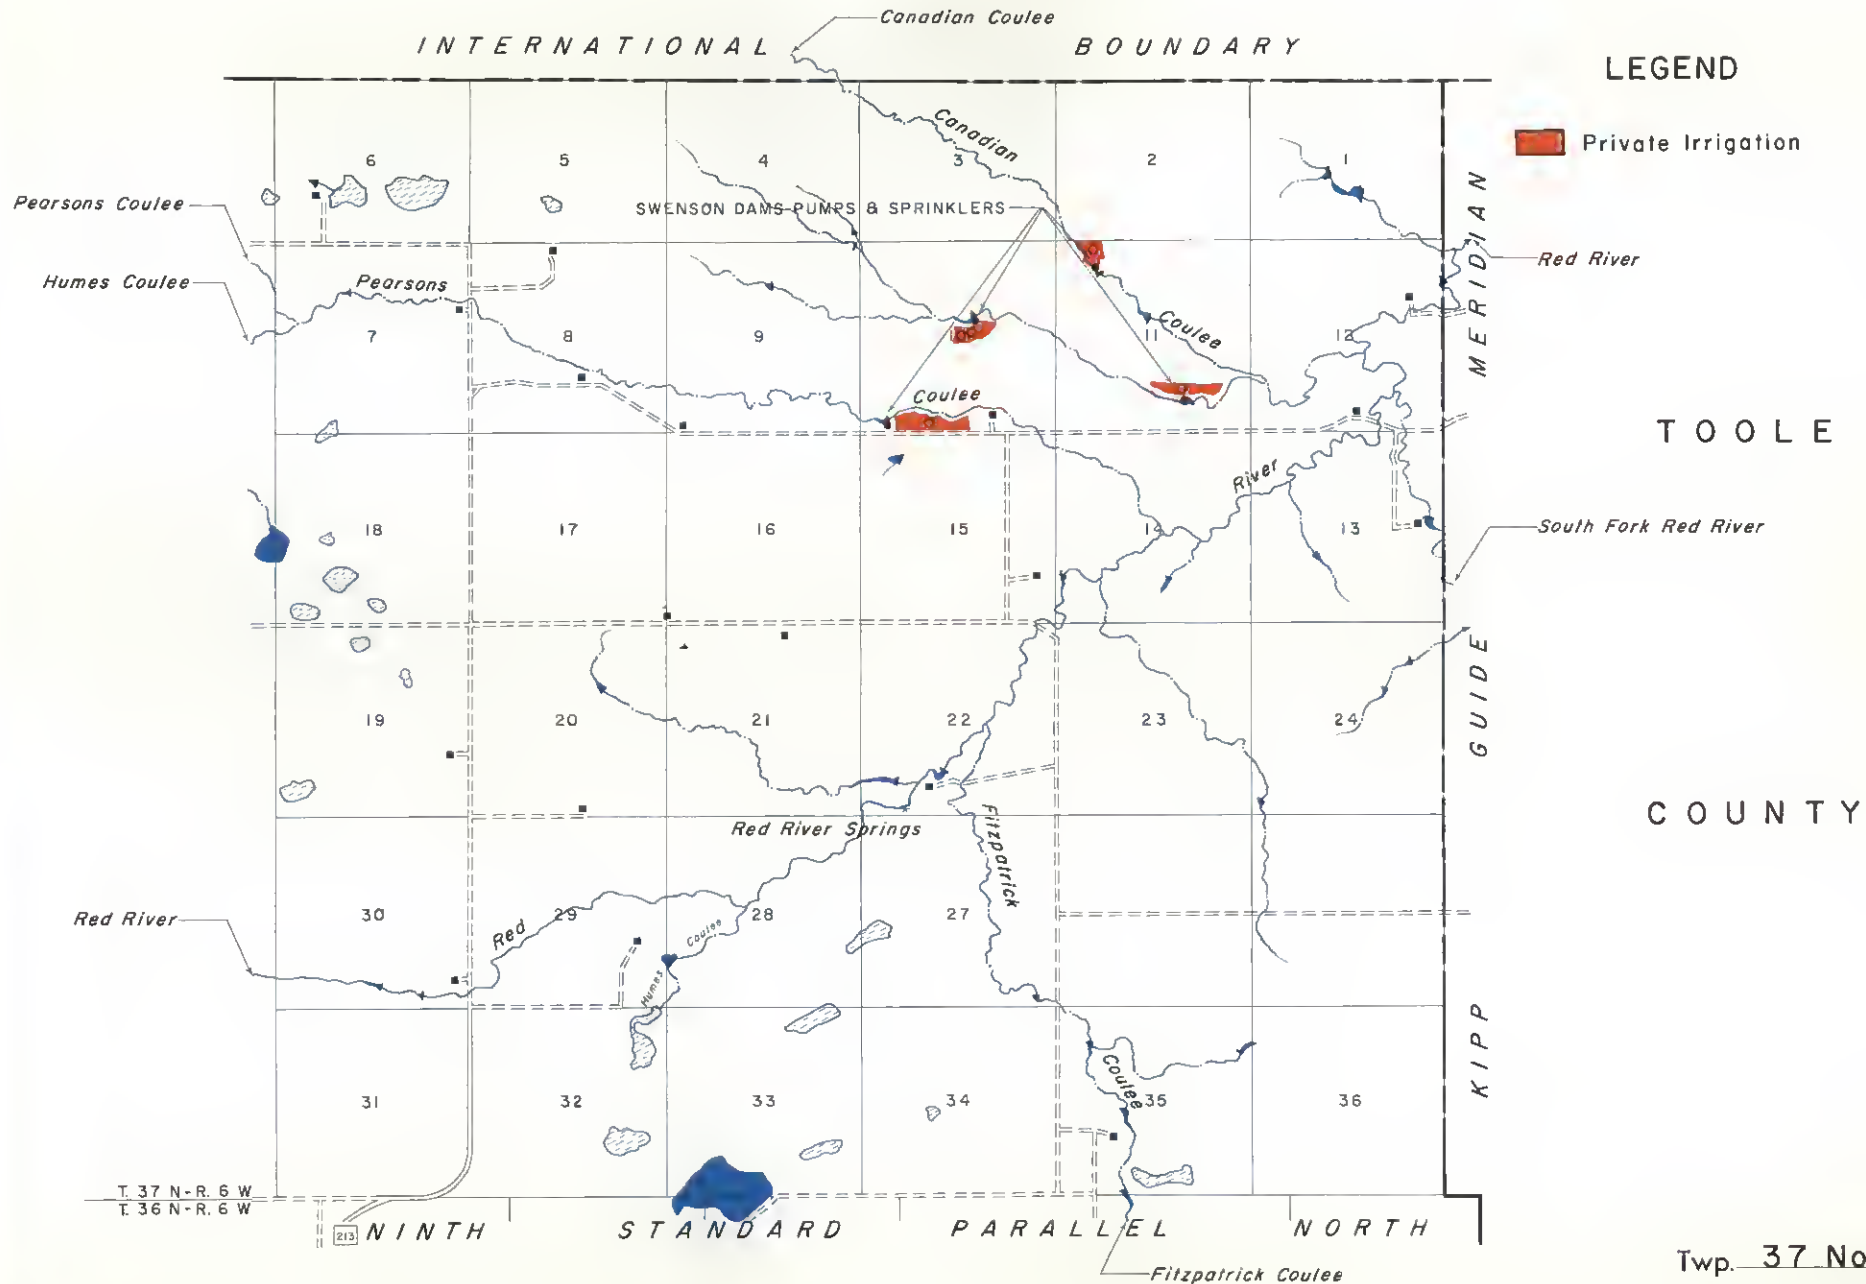 Canadian Coulee
INTERNATIONAL BOUNDARY
LEGEND
Private Irrigation
Canadian
6 5 4 3 2 1
Pearsons Coulee
SWENSON DAMS-PUMPS & SPRINKLERS
MERIDIAN
Red River
Humes Coulee
Pearsons
Coulee
7 8 9 10 11 12
Coulee
TOOLE
River
18 17 16 15 14 13
South Fork Red River
GUIDE
19 20 21 22 23 24
COUNTY
Red River Springs
Fitzpatrick
Red River
30 29 28 27
Red
Coulee
Humes
KIPP
Coulee
31 32 33 34 35 36
T. 37 N-R. 6 W
T. 36 N-R. 6 W
213
NINTH STANDARD PARALLEL NORTH
Twp. 37 No
Fitzpatrick Coulee